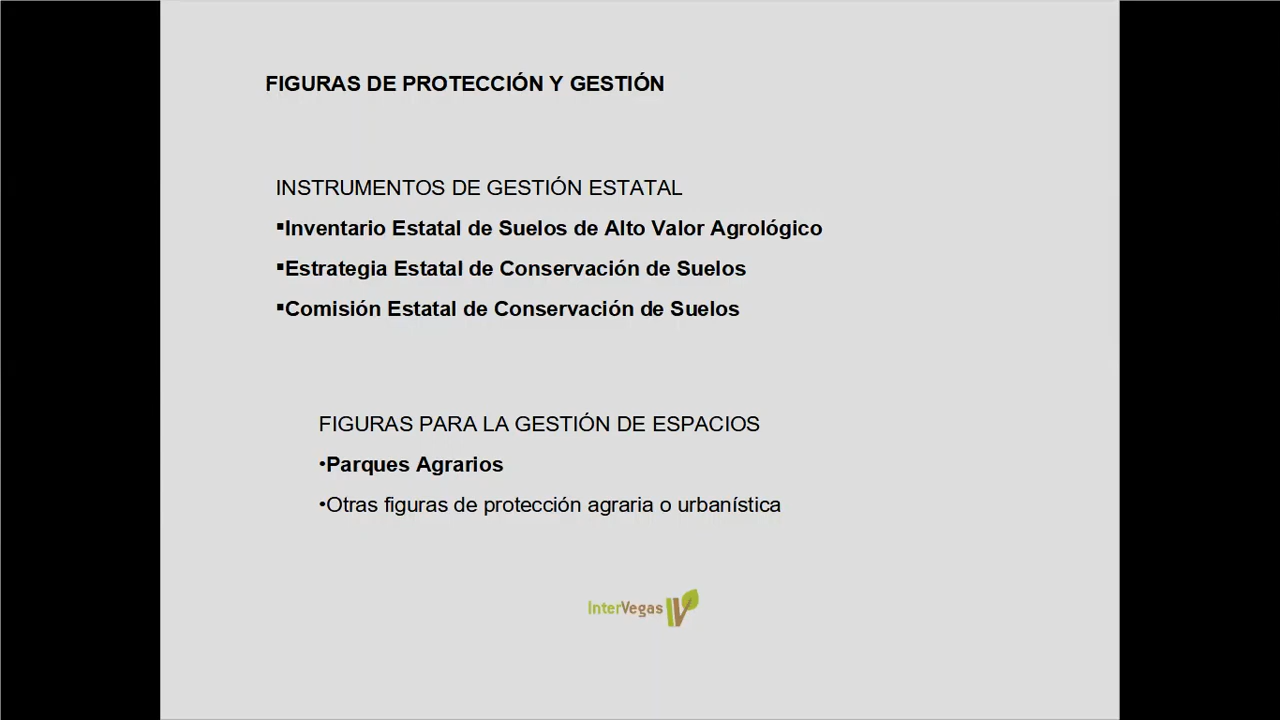 FIGURAS DE PROTECCIÓN Y GESTIÓN
INSTRUMENTOS DE GESTIÓN ESTATAL
▪Inventario Estatal de Suelos de Alto Valor Agrológico
▪Estrategia Estatal de Conservación de Suelos
▪Comisión Estatal de Conservación de Suelos
FIGURAS PARA LA GESTIÓN DE ESPACIOS
•Parques Agrarios
•Otras figuras de protección agraria o urbanística
InterVegas IV